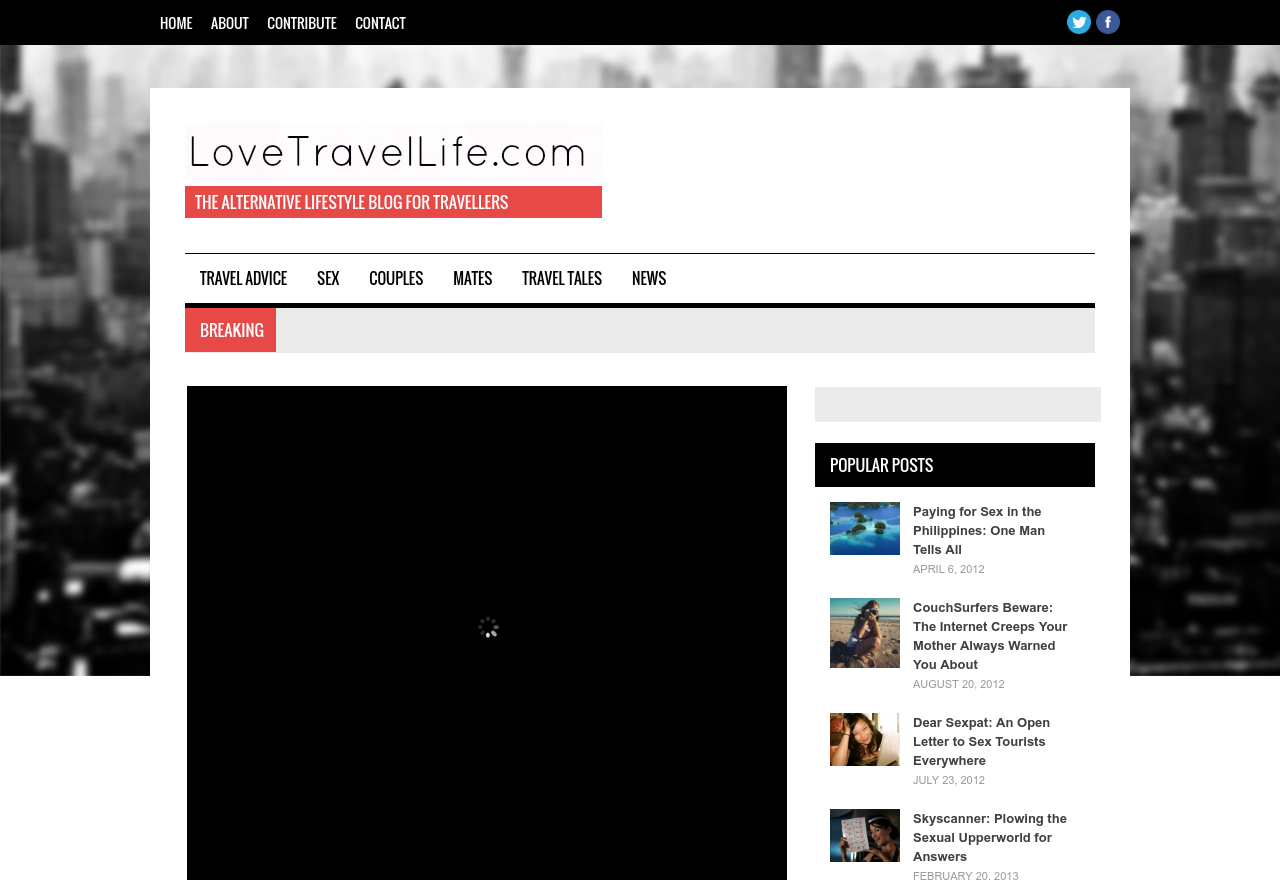 HOME ABOUT CONTRIBUTE CONTACT
LoveTravelLife.com
THE ALTERNATIVE LIFESTYLE BLOG FOR TRAVELLERS
TRAVEL ADVICE SEX COUPLES MATES TRAVEL TALES NEWS
BREAKING
POPULAR POSTS
Paying for Sex in the
Philippines: One Man
Tells All
APRIL 6, 2012
CouchSurfers Beware:
The Internet Creeps Your
Mother Always Warned
You About
AUGUST 20, 2012
Dear Sexpat: An Open
Letter to Sex Tourists
Everywhere
JULY 23, 2012
Skyscanner: Plowing the
Sexual Upperworld for
Answers
FEBRUARY 20, 2013